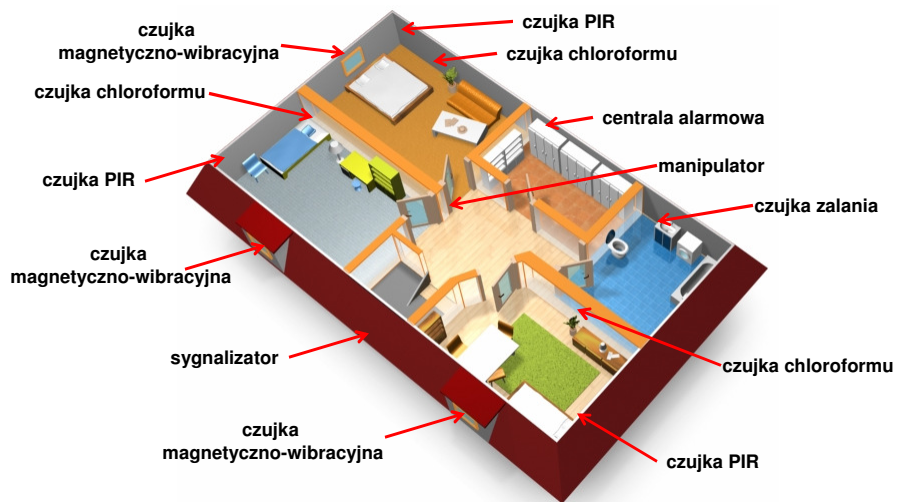 czujka
magnetyczno-wibracyjna
czujka PIR
czujka chloroformu
czujka chloroformu
centrala alarmowa
manipulator
czujka PIR
czujka zalania
czujka
magnetyczno-wibracyjna
sygnalizator
czujka chloroformu
czujka
magnetyczno-wibracyjna
czujka PIR